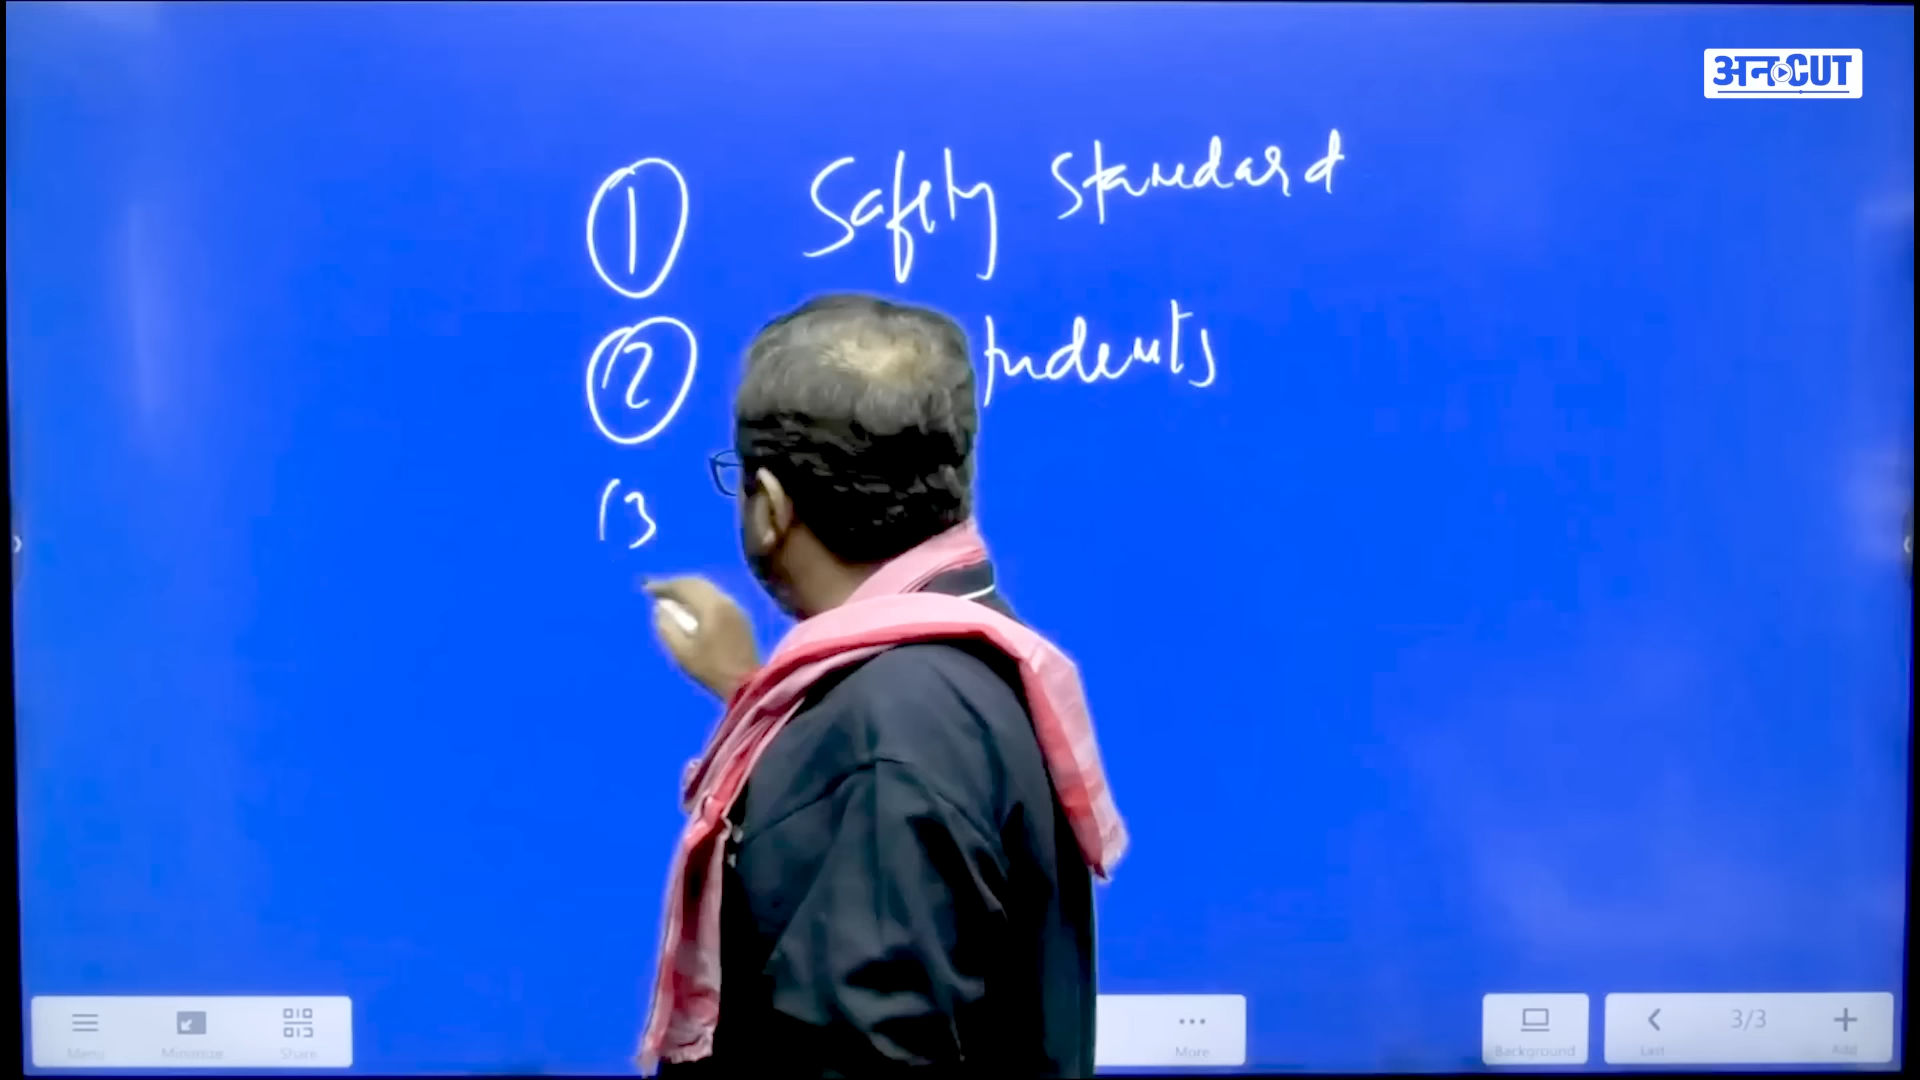 अनCUT
1 Safety Standard
2 tudents
(3
Menu
Minimize
Share
More
Background
Last
3/3
Add